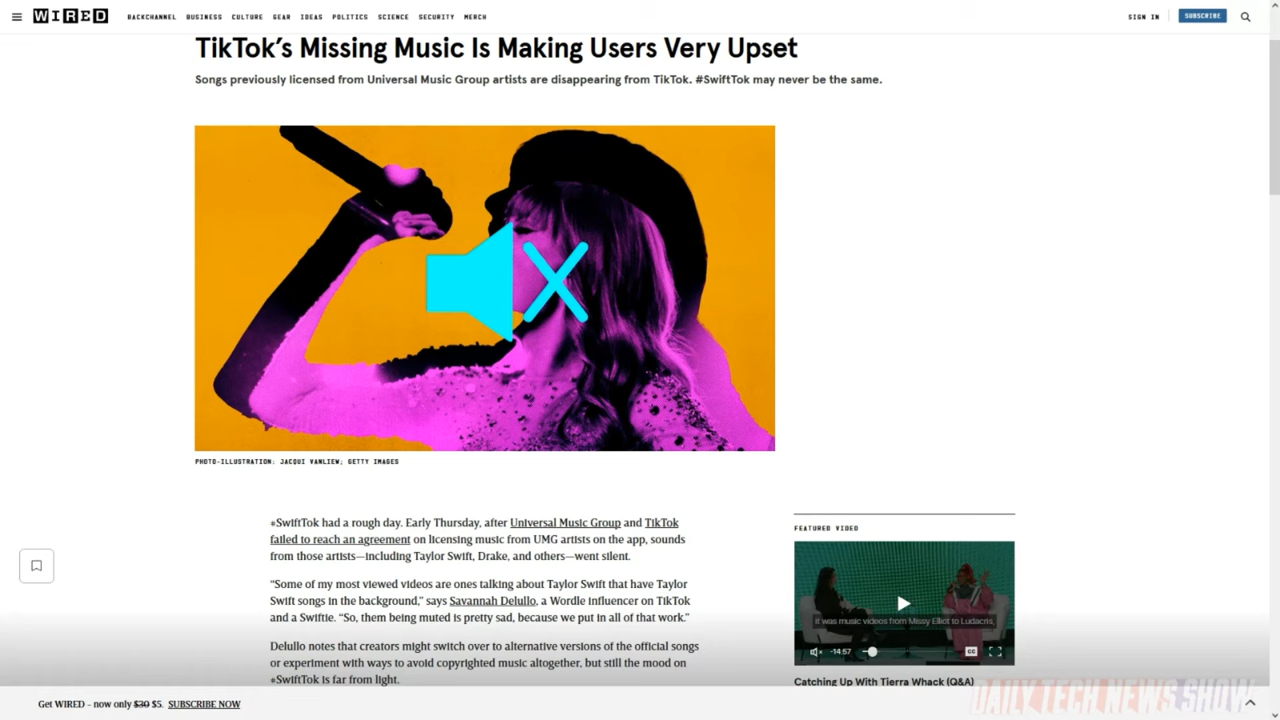 WIRED
BACKCHANNEL BUSINESS CULTURE GEAR IDEAS POLITICS SCIENCE SECURITY MERCH
SIGN IN
SUBSCRIBE
TikTok’s Missing Music Is Making Users Very Upset
Songs previously licensed from Universal Music Group artists are disappearing from TikTok. #SwiftTok may never be the same.
PHOTO-ILLUSTRATION: JACQUI VANLIEW; GETTY IMAGES
#SwiftTok had a rough day. Early Thursday, after Universal Music Group and TikTok
failed to reach an agreement on licensing music from UMG artists on the app, sounds
from those artists—including Taylor Swift, Drake, and others—went silent.
“Some of my most viewed videos are ones talking about Taylor Swift that have Taylor
Swift songs in the background,” says Savannah Delullo, a Wordle influencer on TikTok
and a Swiftie. “So, them being muted is pretty sad, because we put in all of that work.”
Delullo notes that creators might switch over to alternative versions of the official songs
or experiment with ways to avoid copyrighted music altogether, but still the mood on
#SwiftTok is far from light.
FEATURED VIDEO
it was music videos from Missy Elliot to Ludacris,
-14:57
CC
Catching Up With Tierra Whack (Q&A)
DAILY TECH NEWS SHOW
Get WIRED - now only $30 $5. SUBSCRIBE NOW